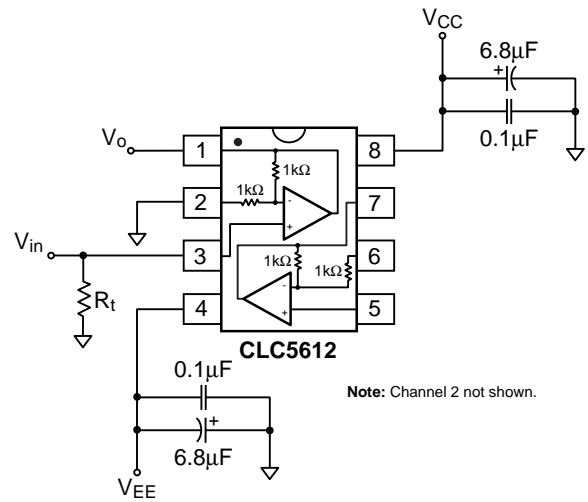 VCC
6.8µF
+
0.1µF
Vo
1
8
1kΩ
1kΩ
2
-
+
7
Vin
3
6
1kΩ
1kΩ
Rt
4
-
+
5
CLC5612
0.1µF
Note: Channel 2 not shown.
+
6.8µF
VEE